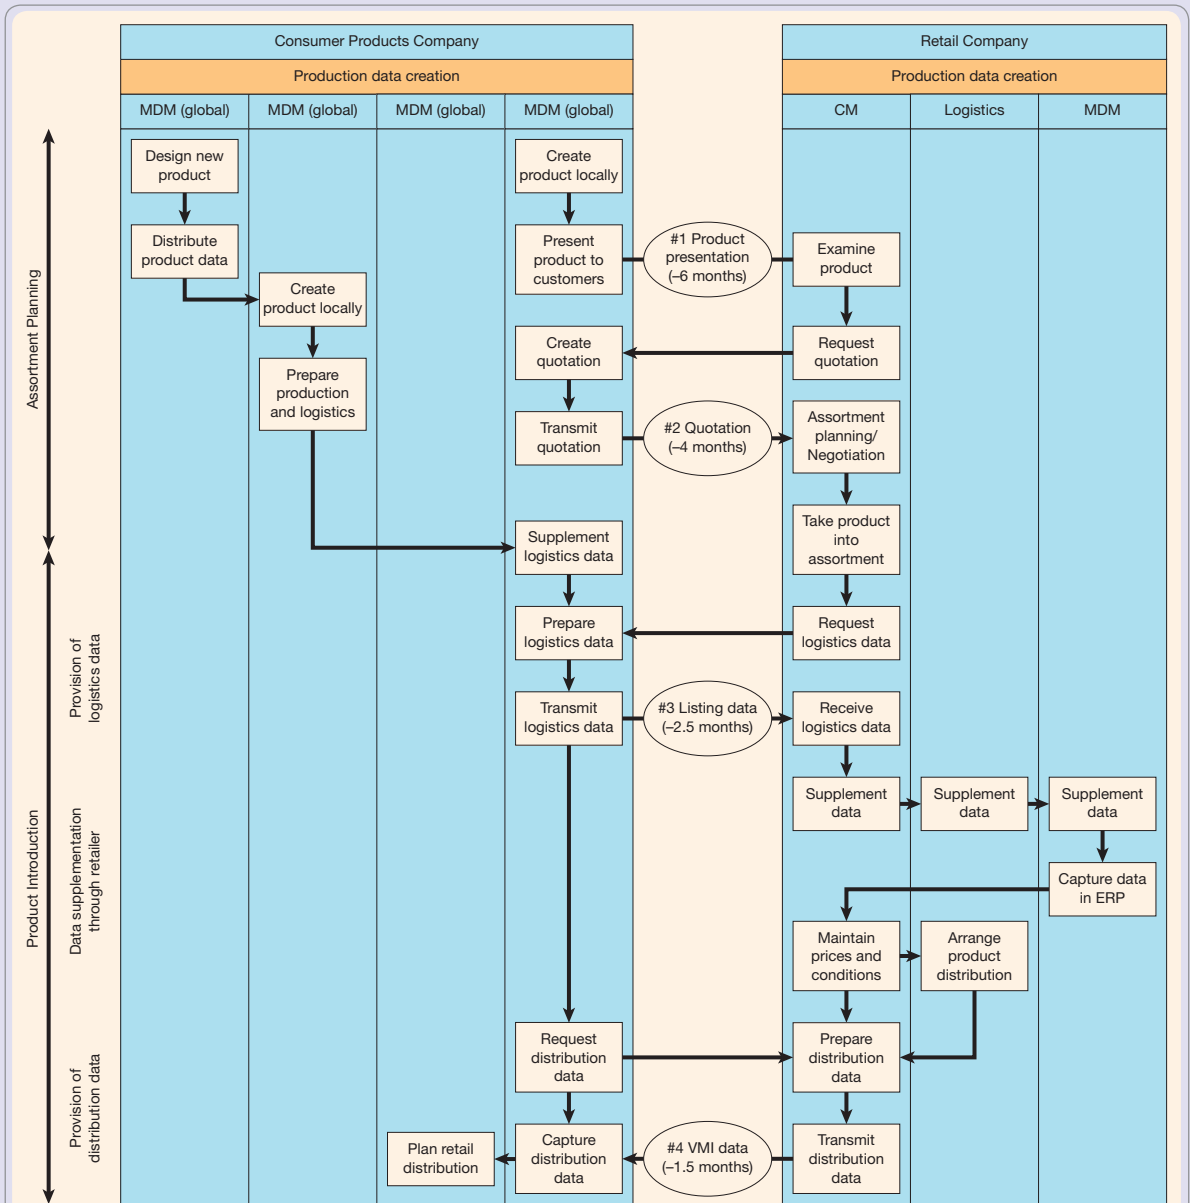 Consumer Products Company
Retail Company
Production data creation
Production data creation
MDM (global)
MDM (global)
MDM (global)
MDM (global)
CM
Logistics
MDM
Assortment Planning
Design new
product
Distribute
product data
Create
product locally
Prepare
production
and logistics
Create
product locally
Present
product to
customers
#1 Product
presentation
(–6 months)
Examine
product
Request
quotation
Create
quotation
Transmit
quotation
#2 Quotation
(–4 months)
Assortment
planning/
Negotiation
Take product
into
assortment
Product Introduction
Provision of
logistics data
Supplement
logistics data
Prepare
logistics data
Request
logistics data
Transmit
logistics data
#3 Listing data
(–2.5 months)
Receive
logistics data
Data supplementation
through retailer
Supplement
data
Supplement
data
Supplement
data
Capture data
in ERP
Maintain
prices and
conditions
Arrange
product
distribution
Provision of
distribution data
Request
distribution
data
Prepare
distribution
data
Plan retail
distribution
Capture
distribution
data
#4 VMI data
(–1.5 months)
Transmit
distribution
data